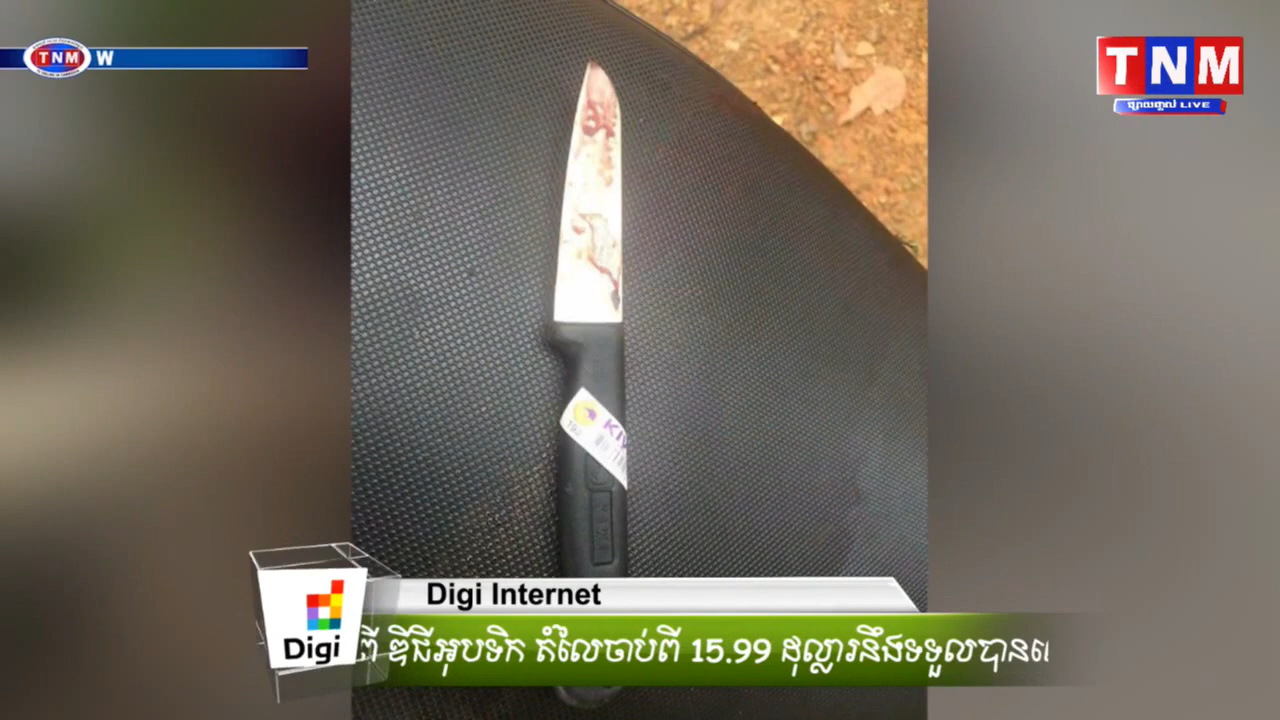 TNM W
TNM
ផ្សាយផ្ទាល់ LIVE
KIW
Digi Internet
Digi
ពី ឌីជីអុបទិក តំលៃចាប់ពី 15.99 ដុល្លារនឹងទទួលបាន